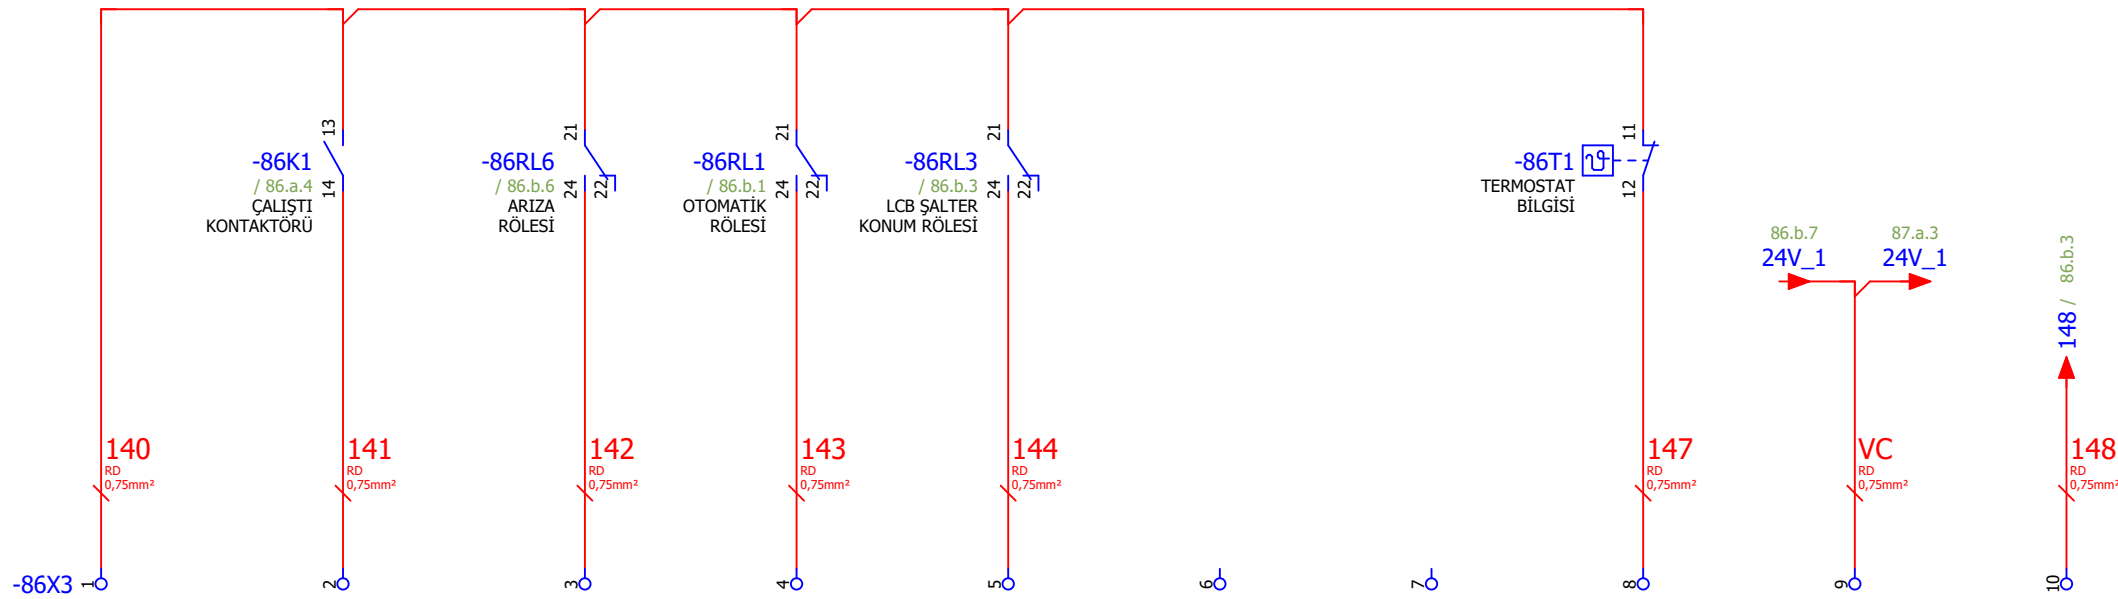 13
-86K1
/ 86.a.4
14
ÇALIŞTI
KONTAKTÖRÜ
21
-86RL6
/ 86.b.6
24
22
ARIZA
RÖLESİ
21
-86RL1
/ 86.b.1
24
22
OTOMATİK
RÖLESİ
21
-86RL3
/ 86.b.3
24
22
LCB ŞALTER
KONUM RÖLESİ
11
-86T1
12
TERMOSTAT
BİLGİSİ
86.b.7
24V_1
87.a.3
24V_1
148 / 86.b.3
140
RD
0,75mm²
141
RD
0,75mm²
142
RD
0,75mm²
143
RD
0,75mm²
144
RD
0,75mm²
147
RD
0,75mm²
VC
RD
0,75mm²
148
RD
0,75mm²
-86X3 1 2 3 4 5 6 7 8 9 10